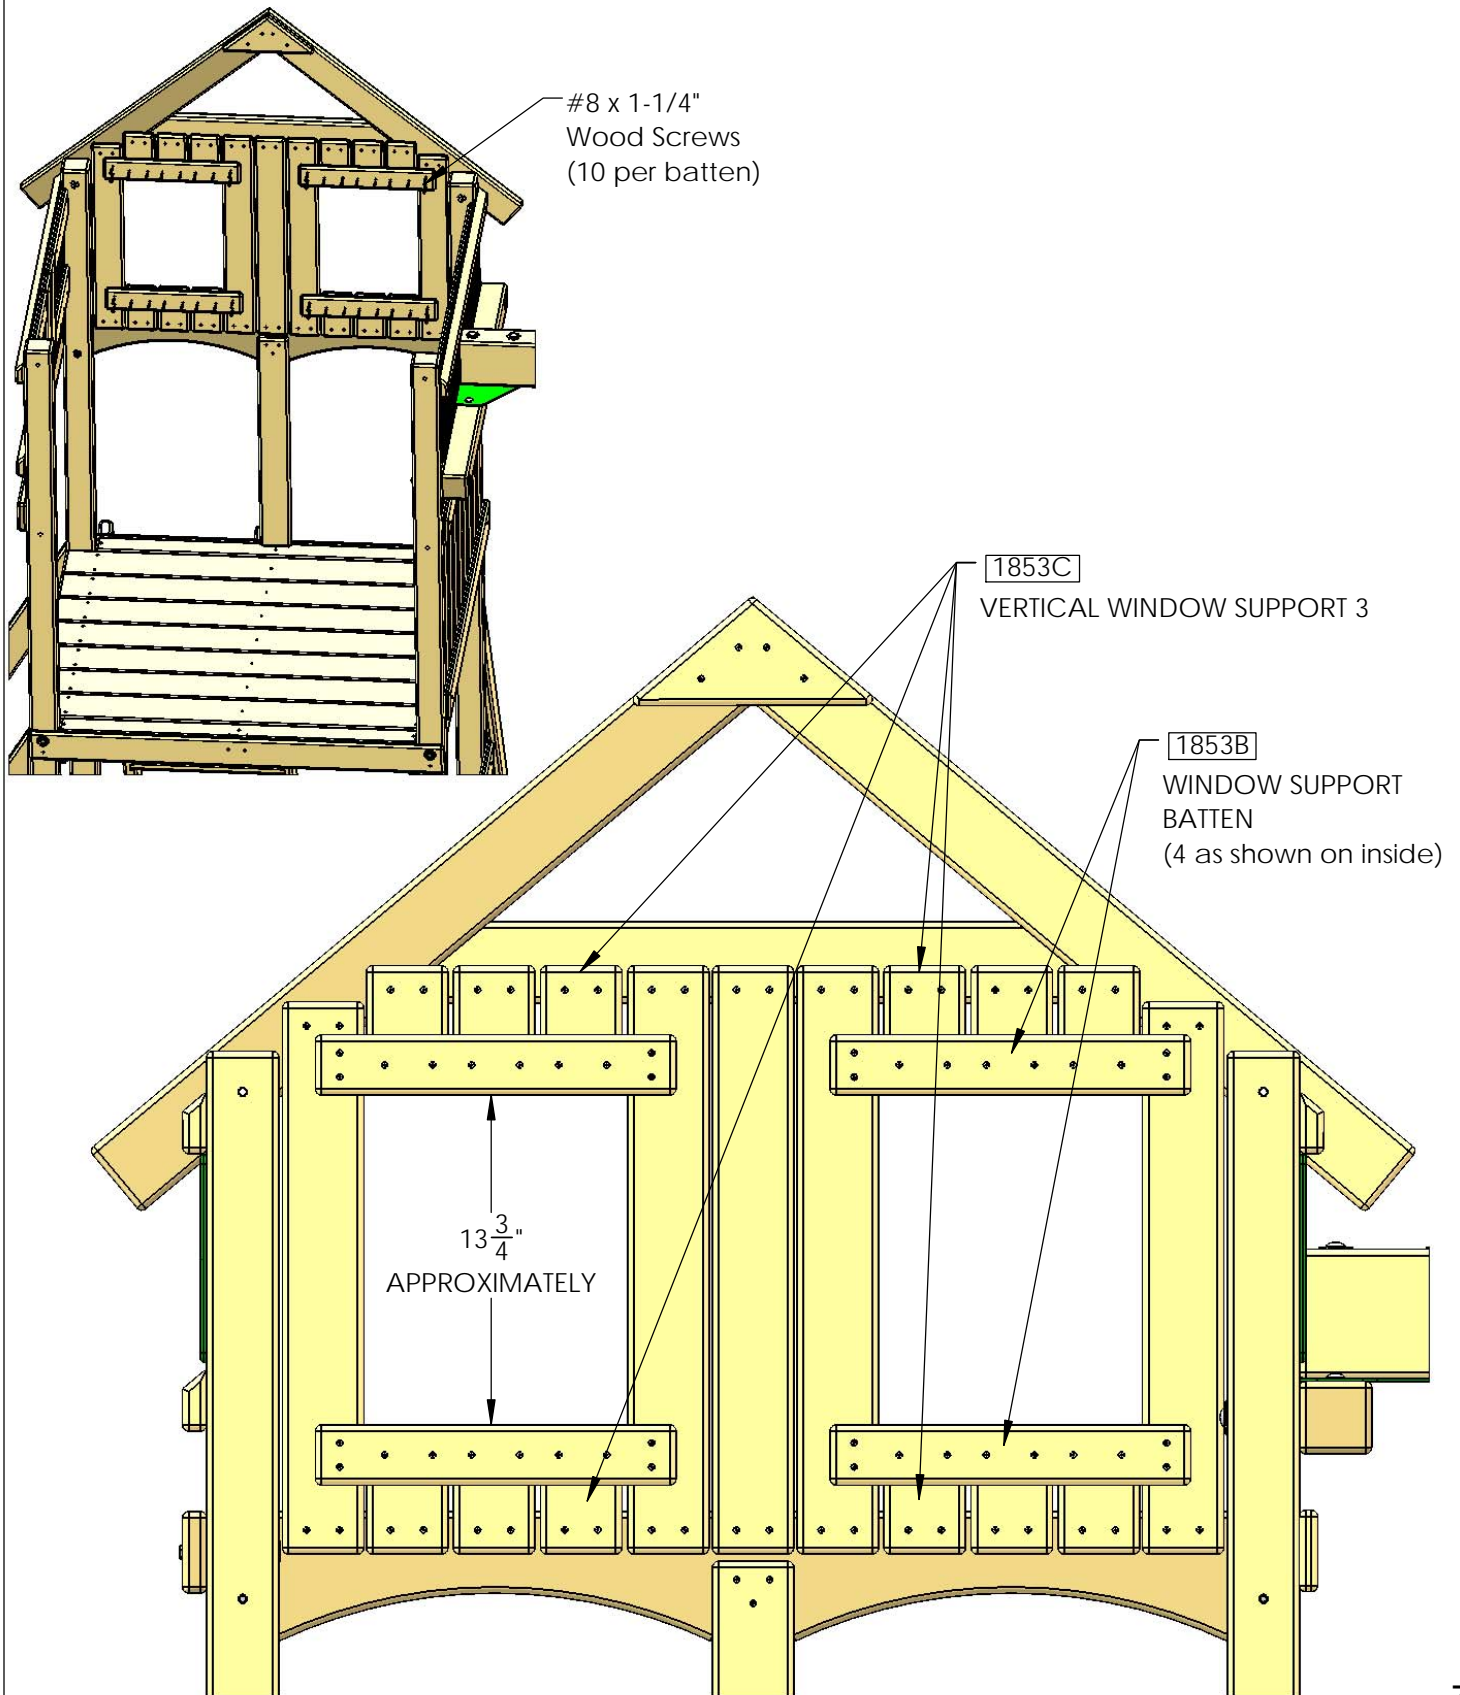 #8 x 1-1/4"
Wood Screws
(10 per batten)
1853C
VERTICAL WINDOW SUPPORT 3
1853B
WINDOW SUPPORT
BATTEN
(4 as shown on inside)
13 3/4"
APPROXIMATELY